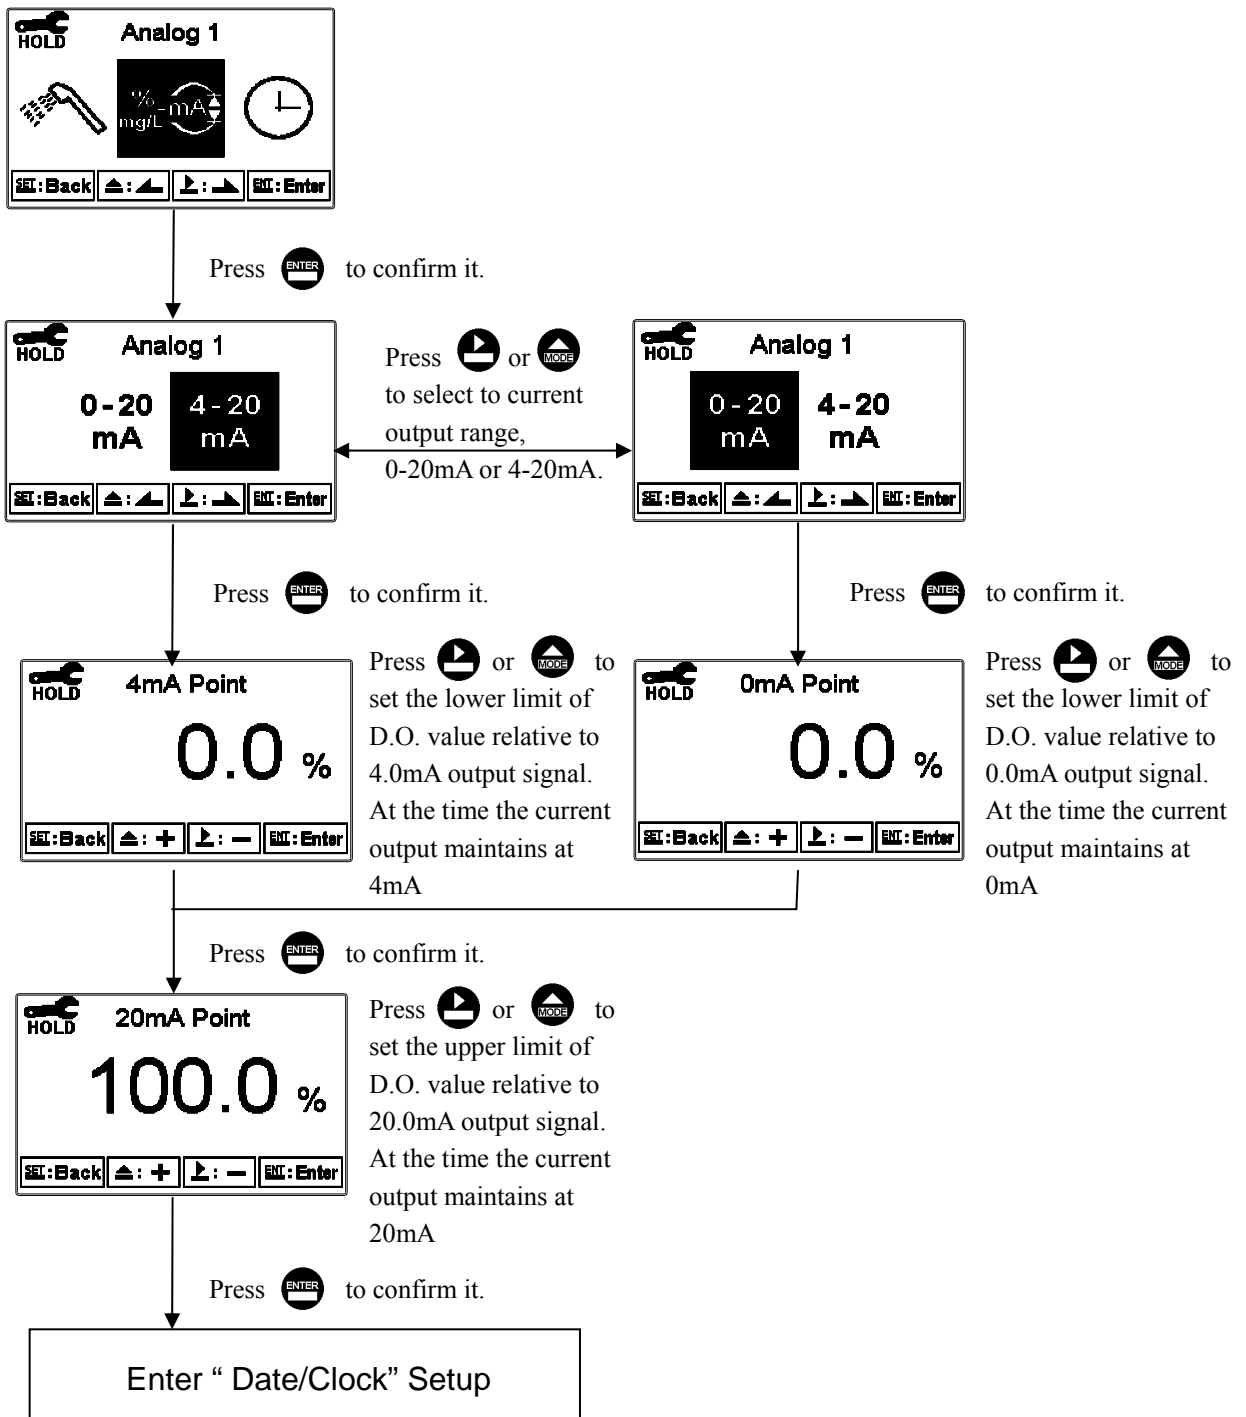 HOLD
Analog 1
%
mg/L
mA
SET:Back
:
:
ENT:Enter
Press ENTER to confirm it.
HOLD
Analog 1
0-20
mA
4-20
mA
SET:Back
:
:
ENT:Enter
Press or MODE
to select to current
output range,
0-20mA or 4-20mA.
HOLD
Analog 1
0-20
mA
4-20
mA
SET:Back
:
:
ENT:Enter
Press ENTER to confirm it.
Press ENTER to confirm it.
HOLD
4mA Point
0.0 %
SET:Back
: +
: -
ENT:Enter
Press or MODE to
set the lower limit of
D.O. value relative to
4.0mA output signal.
At the time the current
output maintains at
4mA
HOLD
0mA Point
0.0 %
SET:Back
: +
: -
ENT:Enter
Press or MODE to
set the lower limit of
D.O. value relative to
0.0mA output signal.
At the time the current
output maintains at
0mA
Press ENTER to confirm it.
HOLD
20mA Point
100.0 %
SET:Back
: +
: -
ENT:Enter
Press or MODE to
set the upper limit of
D.O. value relative to
20.0mA output signal.
At the time the current
output maintains at
20mA
Press ENTER to confirm it.
Enter “ Date/Clock” Setup